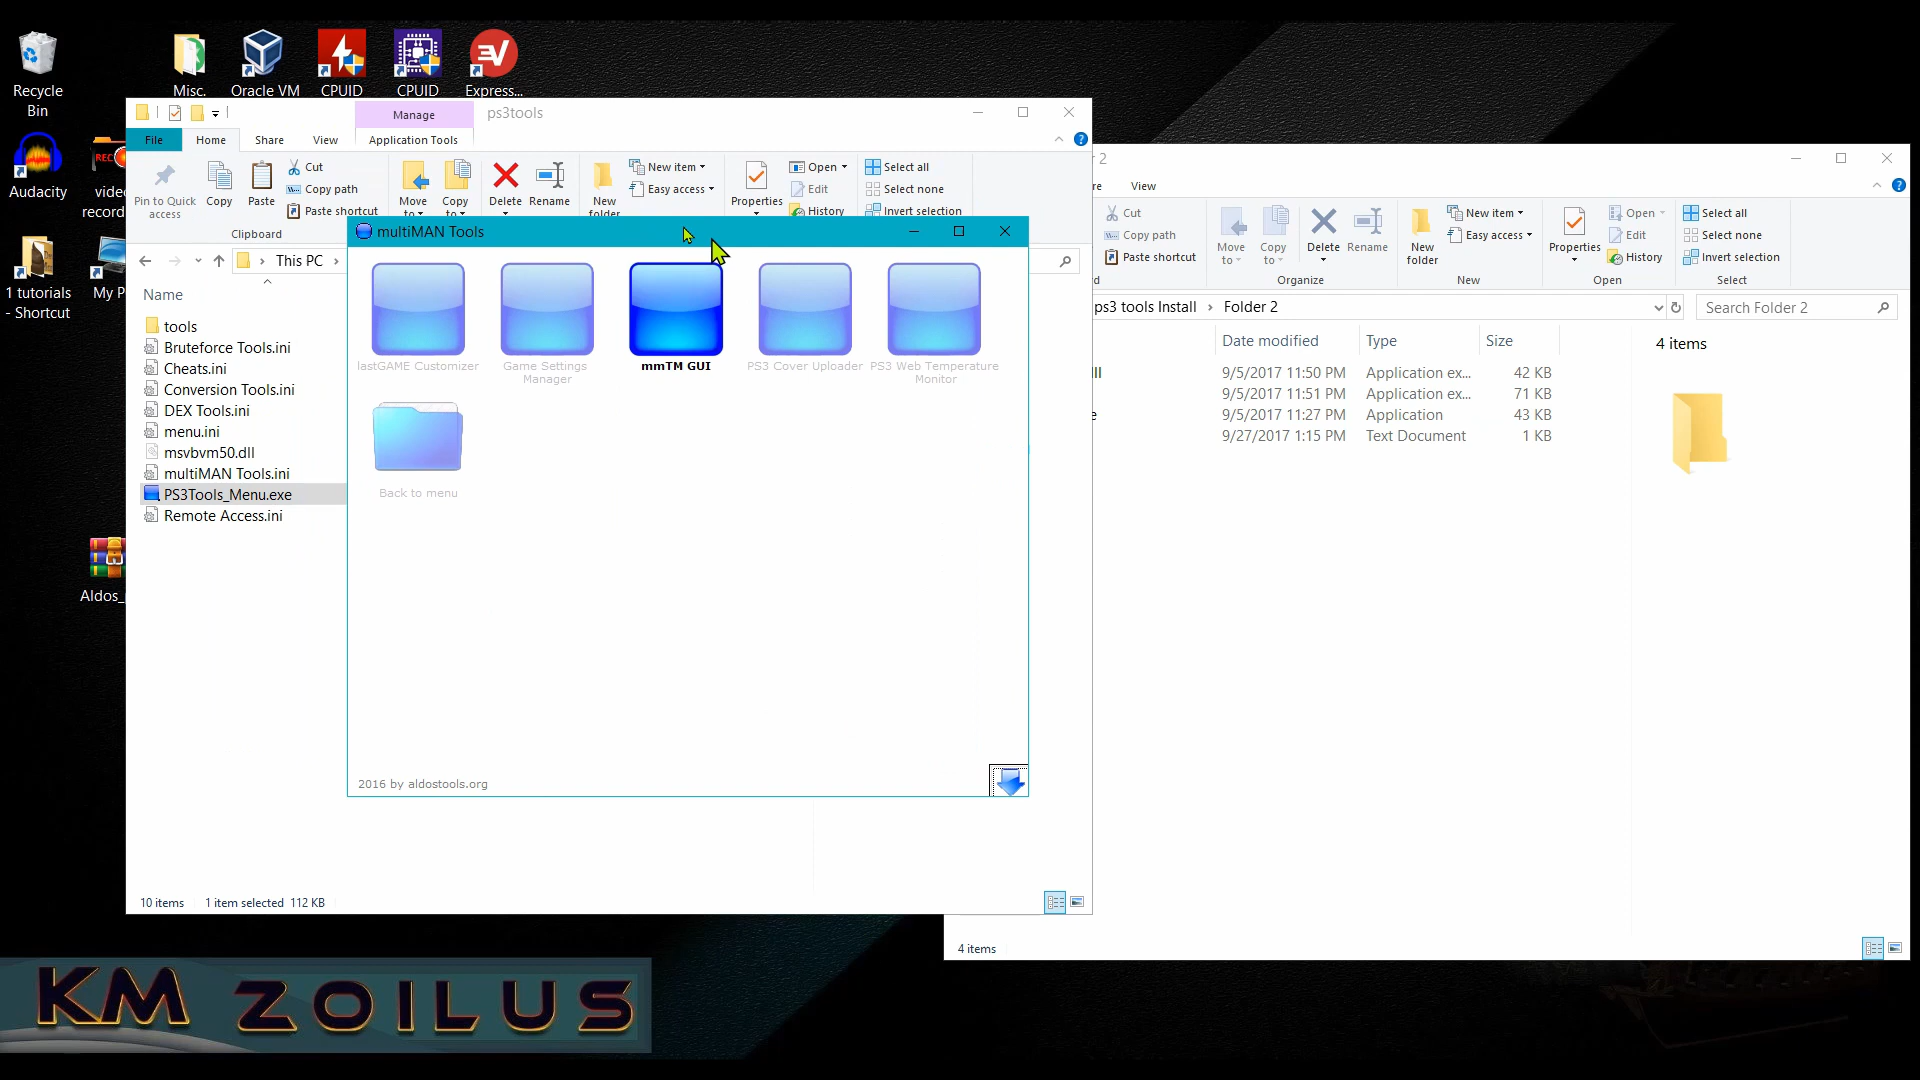 Recycle
Bin
Misc.
Oracle VM
CPUID
CPUID
Express...
Audacity
video
record
1 tutorials
- Shortcut
My P
Aldos_
Manage
ps3tools
File
Home
Share
View
Application Tools
Pin to Quick
access
Copy
Paste
Cut
Copy path
Paste shortcut
Move
to
Copy
to
Delete
Rename
New
folder
New item
Easy access
Properties
Open
Edit
History
Select all
Select none
Invert selection
Clipboard
This PC
Name
tools
Bruteforce Tools.ini
Cheats.ini
Conversion Tools.ini
DEX Tools.ini
menu.ini
msvbvm50.dll
multiMAN Tools.ini
PS3Tools_Menu.exe
Remote Access.ini
10 items
1 item selected 112 KB
multiMAN Tools
lastGAME Customizer
Game Settings
Manager
mmTM GUI
PS3 Cover Uploader
PS3 Web Temperature
Monitor
Back to menu
2016 by aldostools.org
r 2
re
View
Cut
Copy path
Paste shortcut
Move
to
Copy
to
Delete
Rename
New
folder
New item
Easy access
Properties
Open
Edit
History
Select all
Select none
Invert selection
rd
Organize
New
Open
Select
ps3 tools Install
Folder 2
Search Folder 2
Date modified
Type
Size
4 items
ll
9/5/2017 11:50 PM
Application ex...
42 KB
9/5/2017 11:51 PM
Application ex...
71 KB
e
9/5/2017 11:27 PM
Application
43 KB
9/27/2017 1:15 PM
Text Document
1 KB
4 items
KM ZOILUS